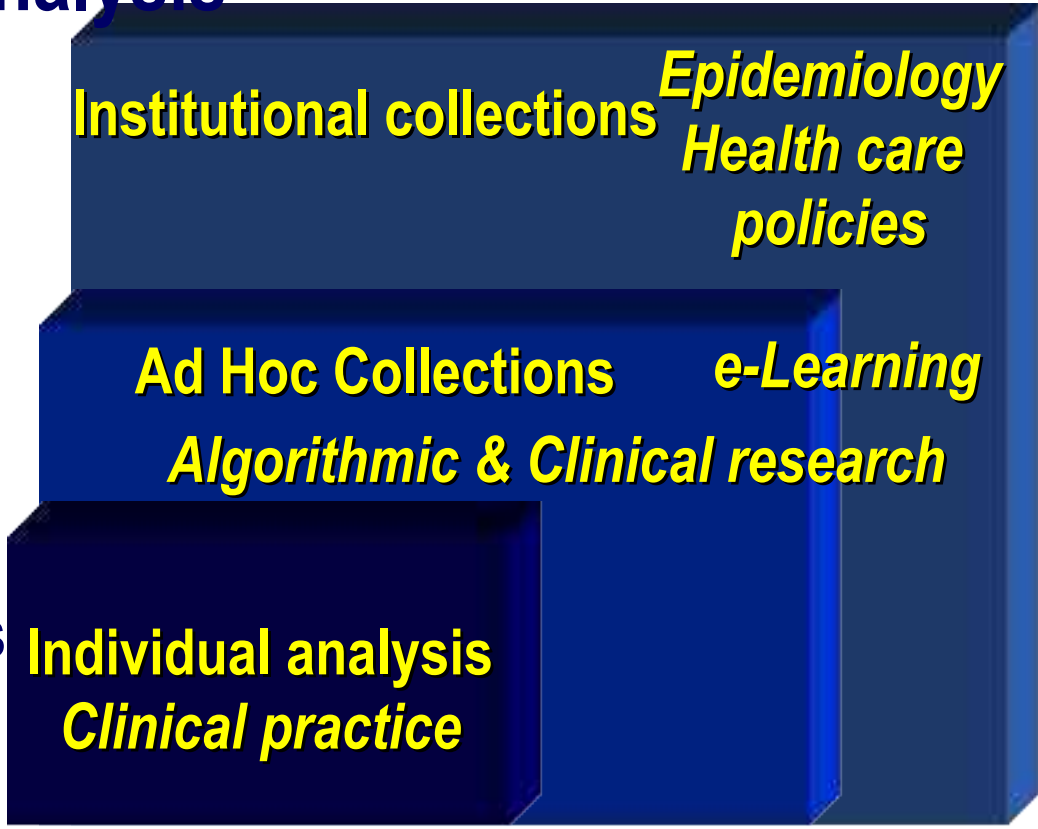 Institutional collections
Epidemiology
Health care
policies
Ad Hoc Collections
e-Learning
Algorithmic & Clinical research
Individual analysis
Clinical practice